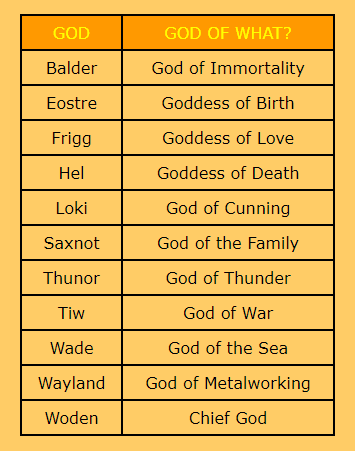 GOD GOD OF WHAT?
Balder God of Immortality
Eostre Goddess of Birth
Frigg Goddess of Love
Hel Goddess of Death
Loki God of Cunning
Saxnot God of the Family
Thunor God of Thunder
Tiw God of War
Wade God of the Sea
Wayland God of Metalworking
Woden Chief God